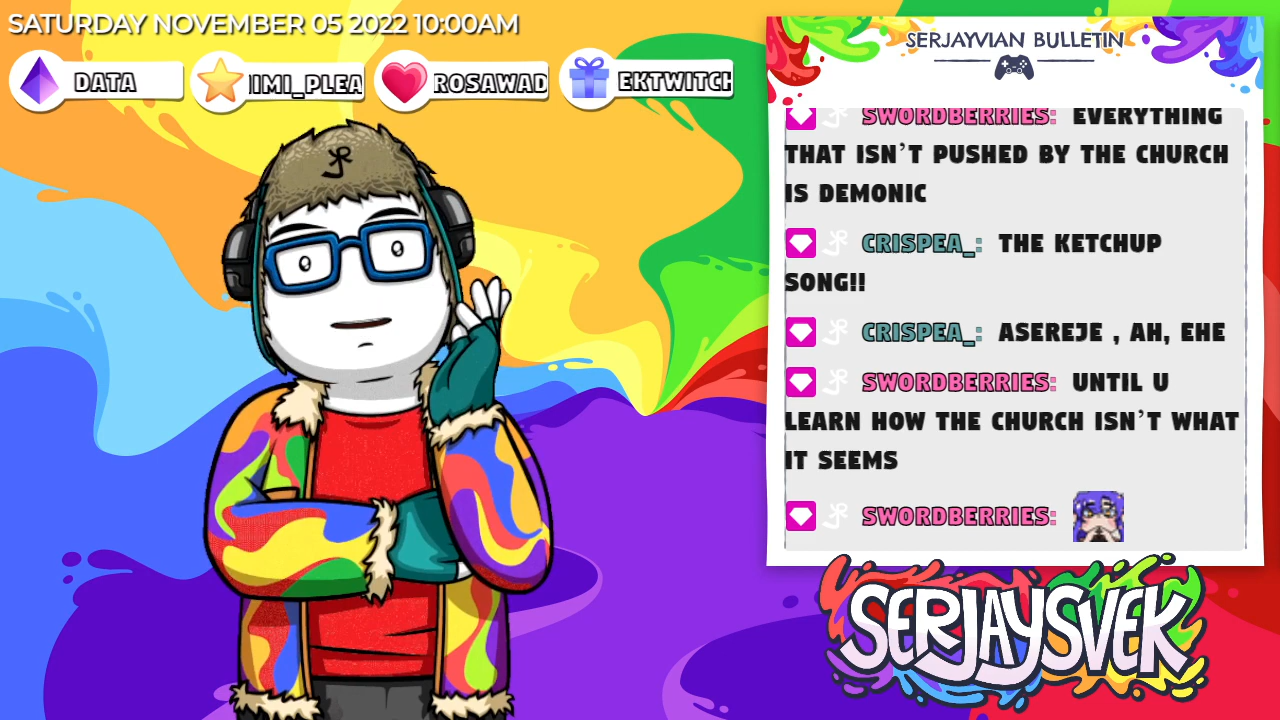 SATURDAY NOVEMBER 05 2022 10:00AM
DATA
IMI_PLEA
ROSAWAD
EKTWITCH
SERJAYVIAN BULLETIN
SWORDBERRIES: EVERYTHING
THAT ISN'T PUSHED BY THE CHURCH
IS DEMONIC
CRISPEA_: THE KETCHUP
SONG!!
CRISPEA_: ASEREJE , AH, EHE
SWORDBERRIES: UNTIL U
LEARN HOW THE CHURCH ISN'T WHAT
IT SEEMS
SWORDBERRIES:
SERJAYSVEK